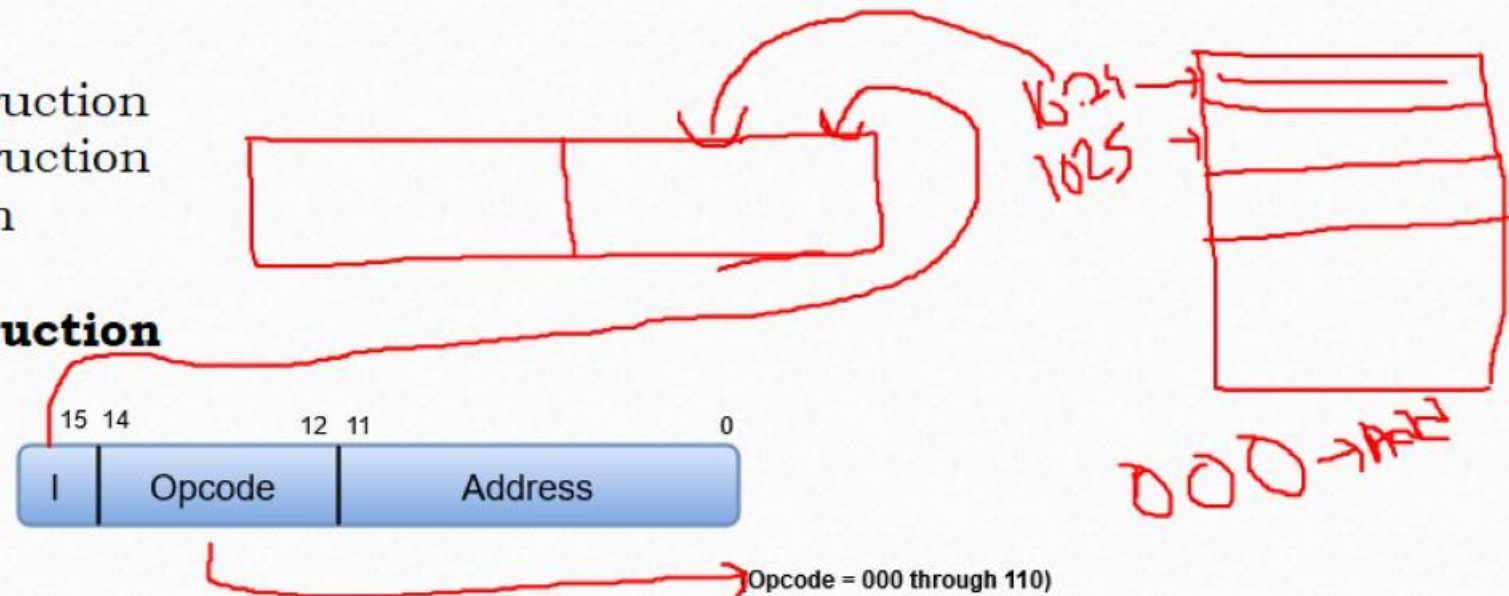 uction
uction
n
1025
uction
15 14 12 11 0
I Opcode Address
000 →
(Opcode = 000 through 110)